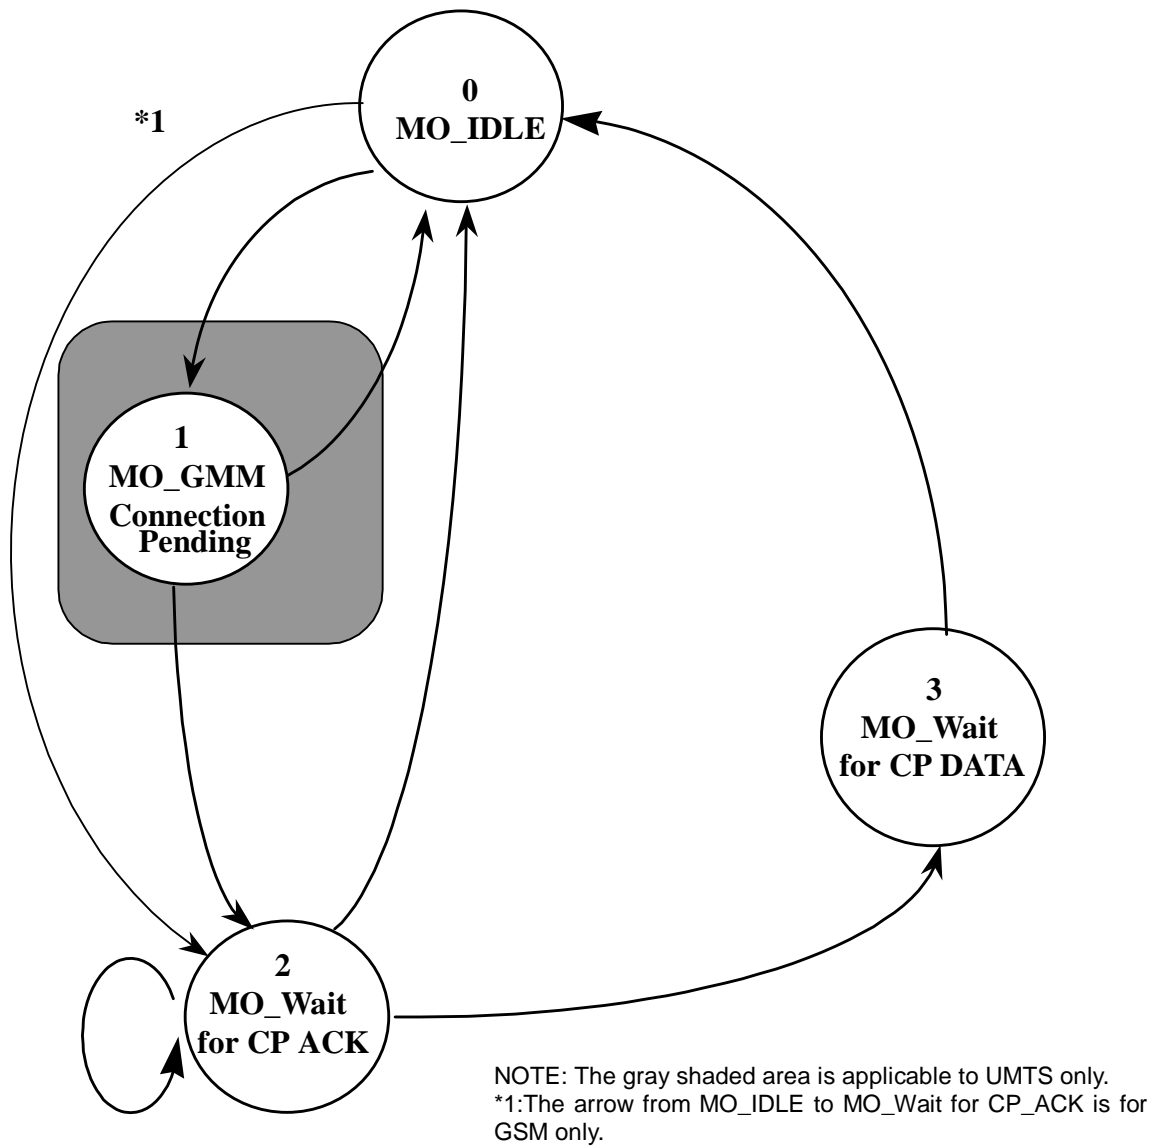 0
MO_IDLE
*1
1
MO_GMM
Connection
Pending
3
MO_Wait
for CP DATA
2
MO_Wait
for CP ACK
NOTE: The gray shaded area is applicable to UMTS only.
*1:The arrow from MO_IDLE to MO_Wait for CP_ACK is for
GSM only.